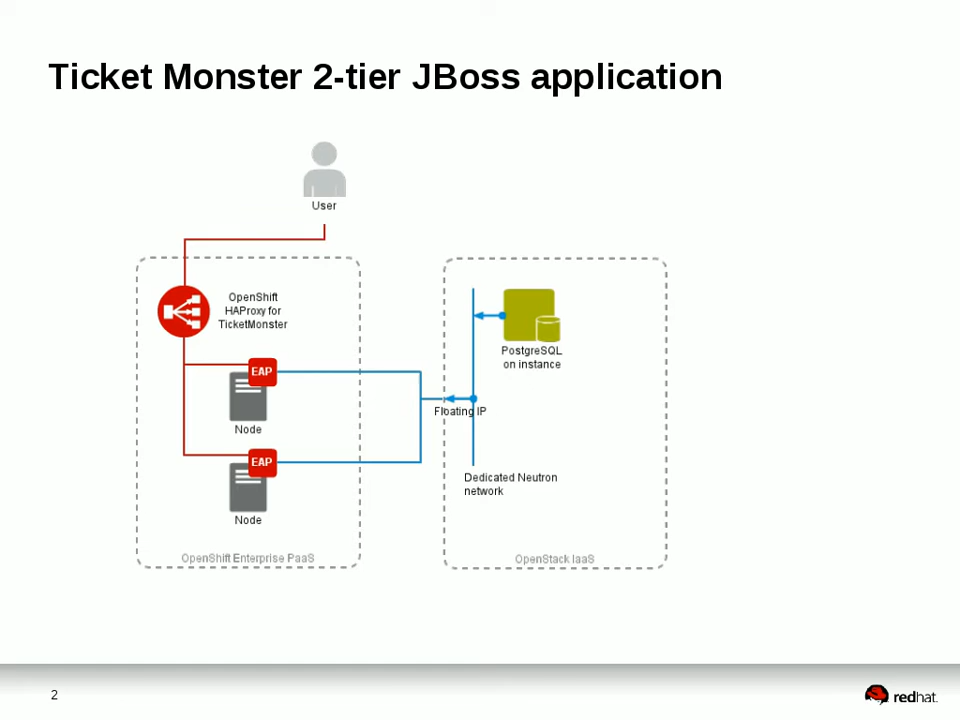 Ticket Monster 2-tier JBoss application
User
OpenShift
HAProxy for
TicketMonster
EAP
Node
EAP
Node
OpenShift Enterprise PaaS
PostgreSQL
on instance
Floating IP
Dedicated Neutron
network
OpenStack IaaS
2
redhat.